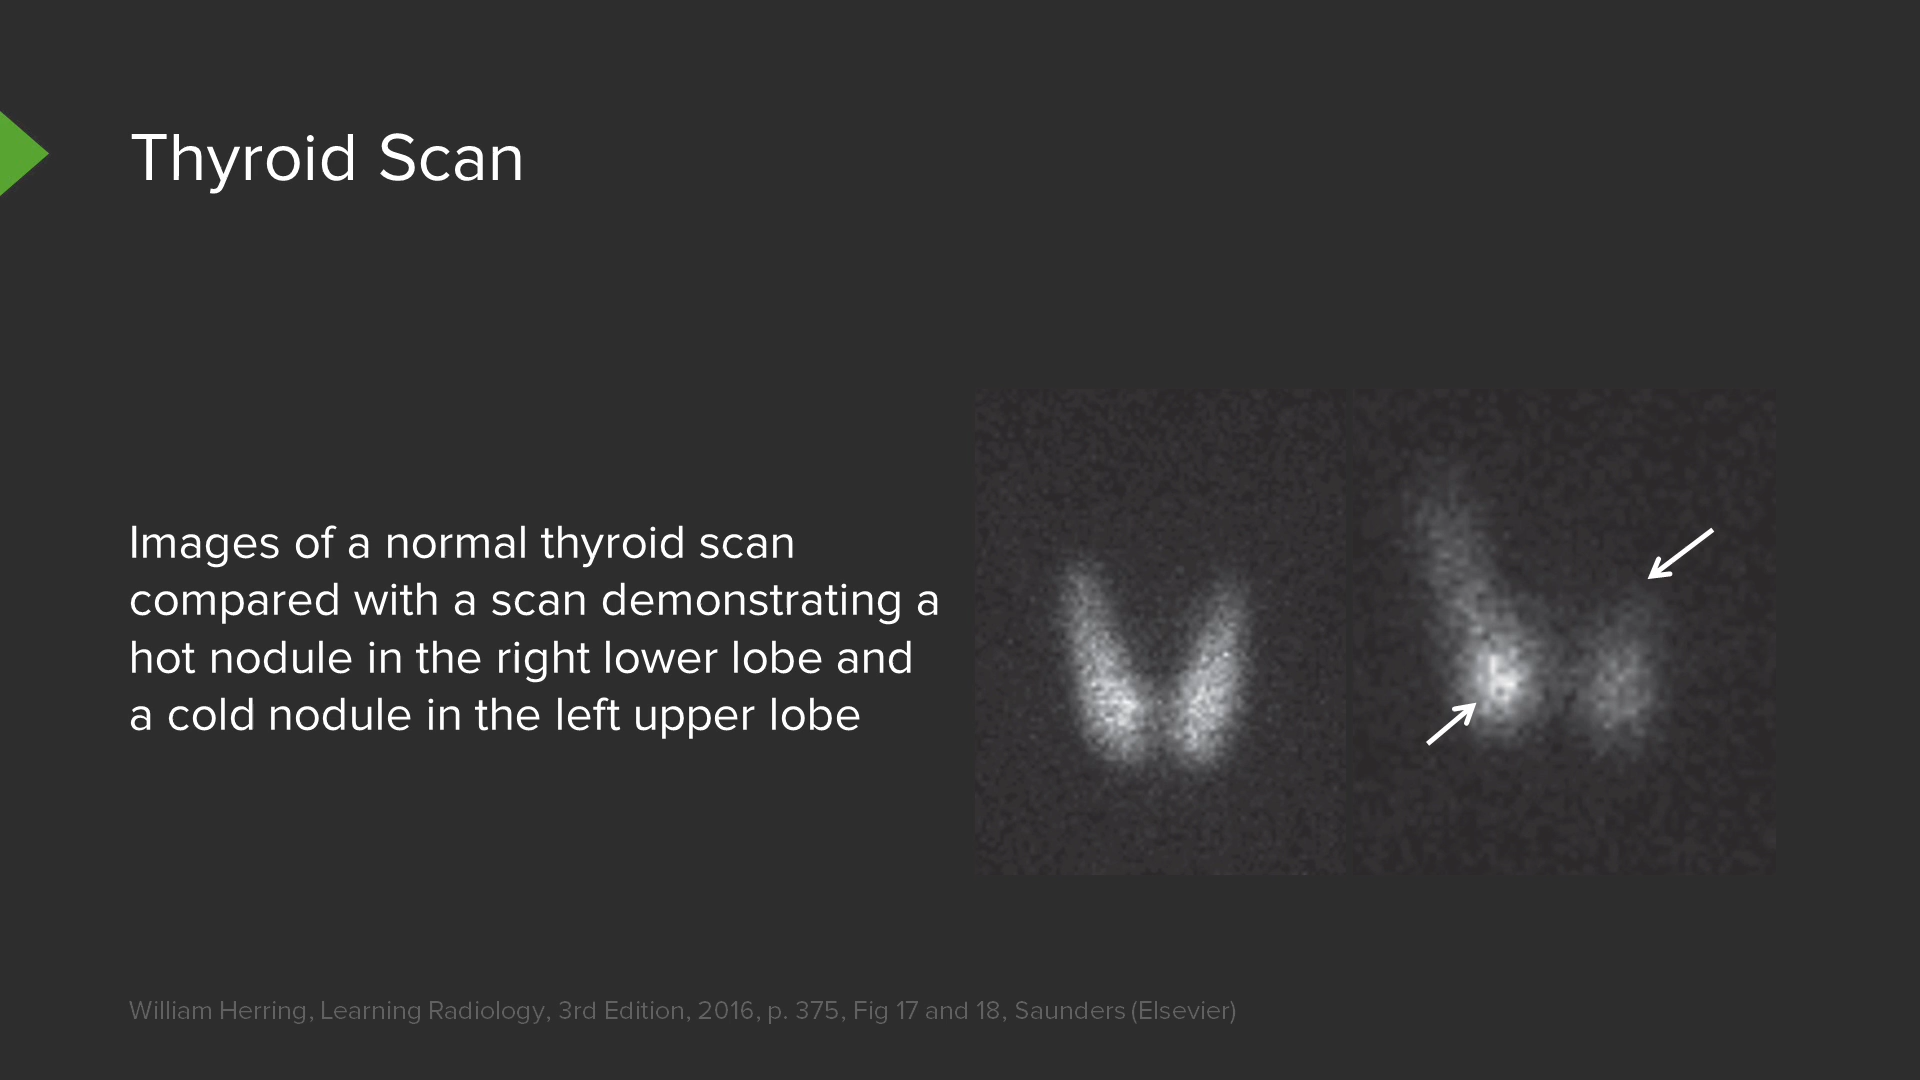 Thyroid Scan
Images of a normal thyroid scan
compared with a scan demonstrating a
hot nodule in the right lower lobe and
a cold nodule in the left upper lobe
William Herring, Learning Radiology, 3rd Edition, 2016, p. 375, Fig 17 and 18, Saunders (Elsevier)